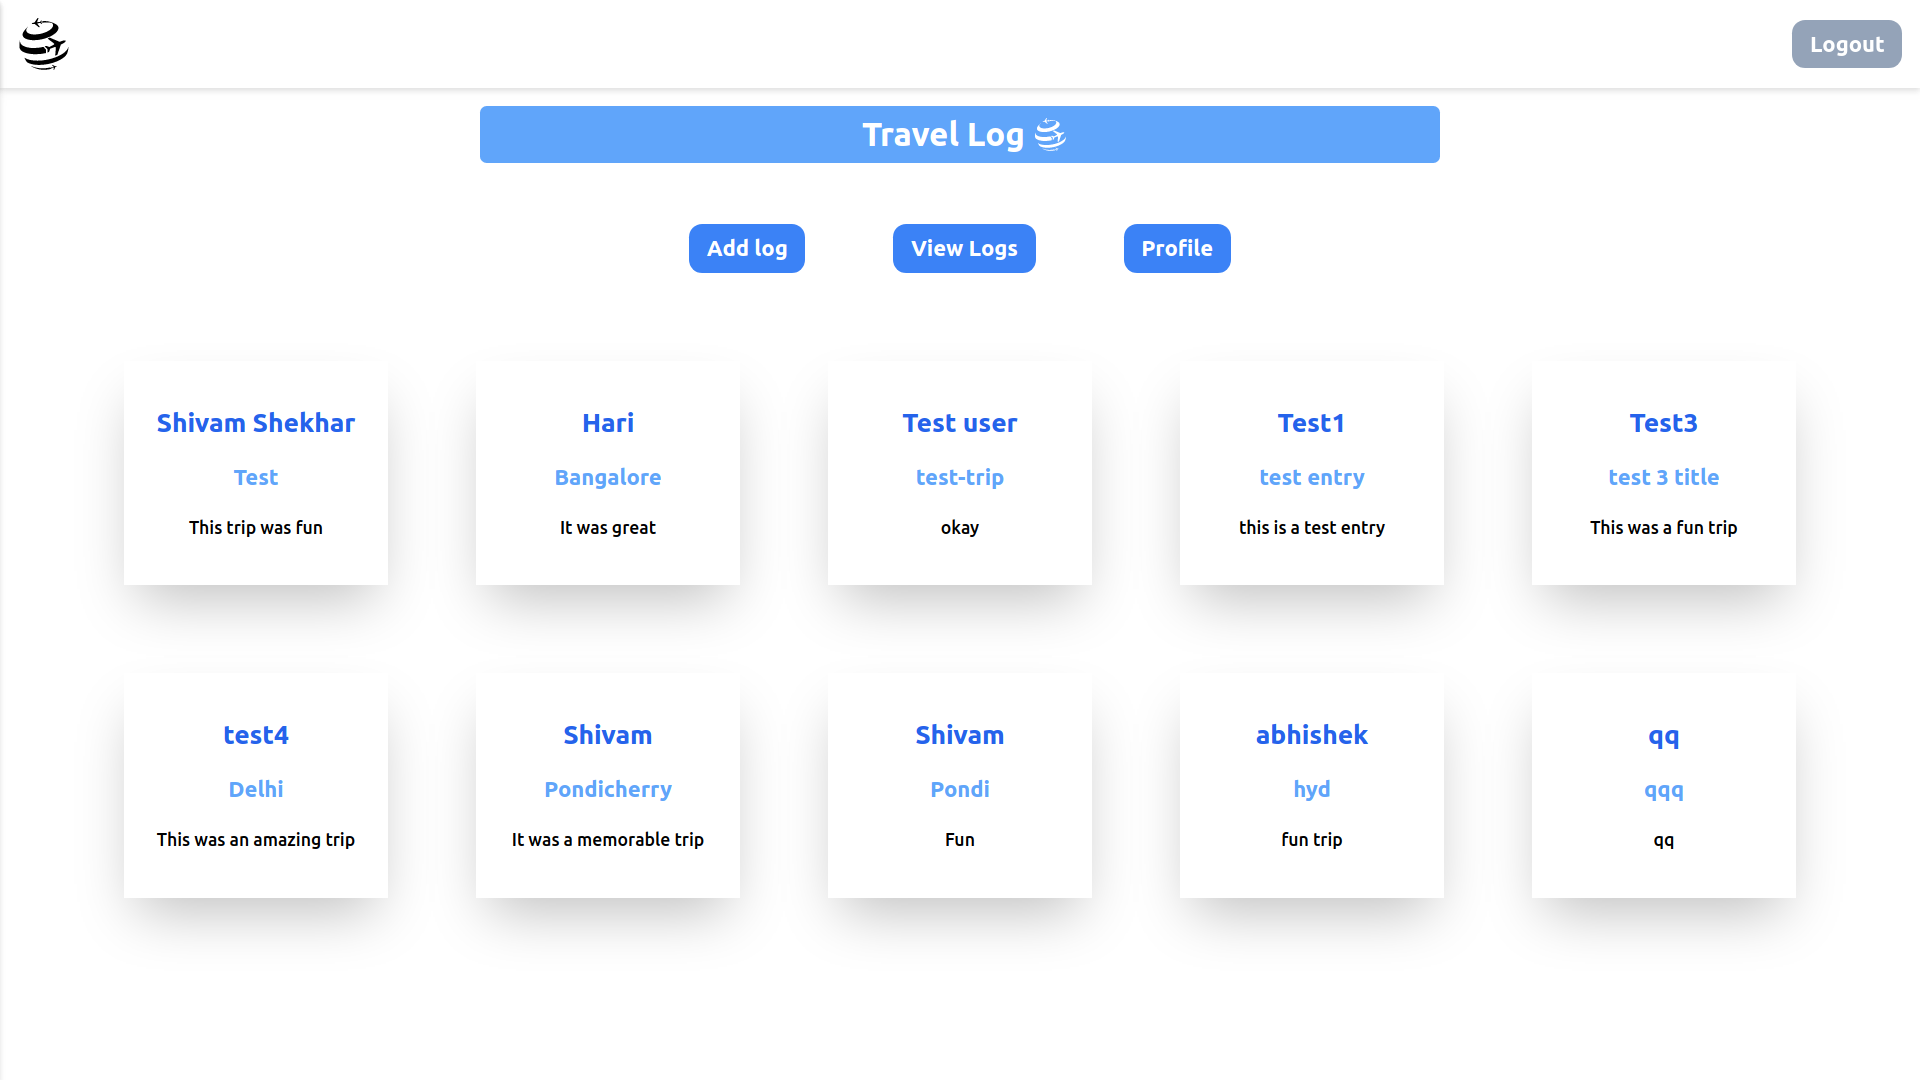 Logout
Travel Log
Add log
View Logs
Profile
Shivam Shekhar
Test
This trip was fun
Hari
Bangalore
It was great
Test user
test-trip
okay
Test1
test entry
this is a test entry
Test3
test 3 title
This was a fun trip
test4
Delhi
This was an amazing trip
Shivam
Pondicherry
It was a memorable trip
Shivam
Pondi
Fun
abhishek
hyd
fun trip
qq
qqq
qq